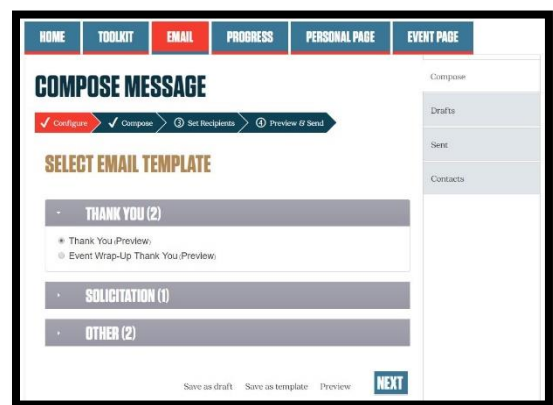 HOME TOOLKIT EMAIL PROGRESS PERSONAL PAGE EVENT PAGE
COMPOSE MESSAGE
Configure Compose 3 Set Recipients 4 Preview & Send
SELECT EMAIL TEMPLATE
THANK YOU (2)
Thank You (Preview)
Event Wrap-Up Thank You (Preview)
SOLICITATION (1)
OTHER (2)
Save as draft Save as template Preview NEXT
Compose
Drafts
Sent
Contacts